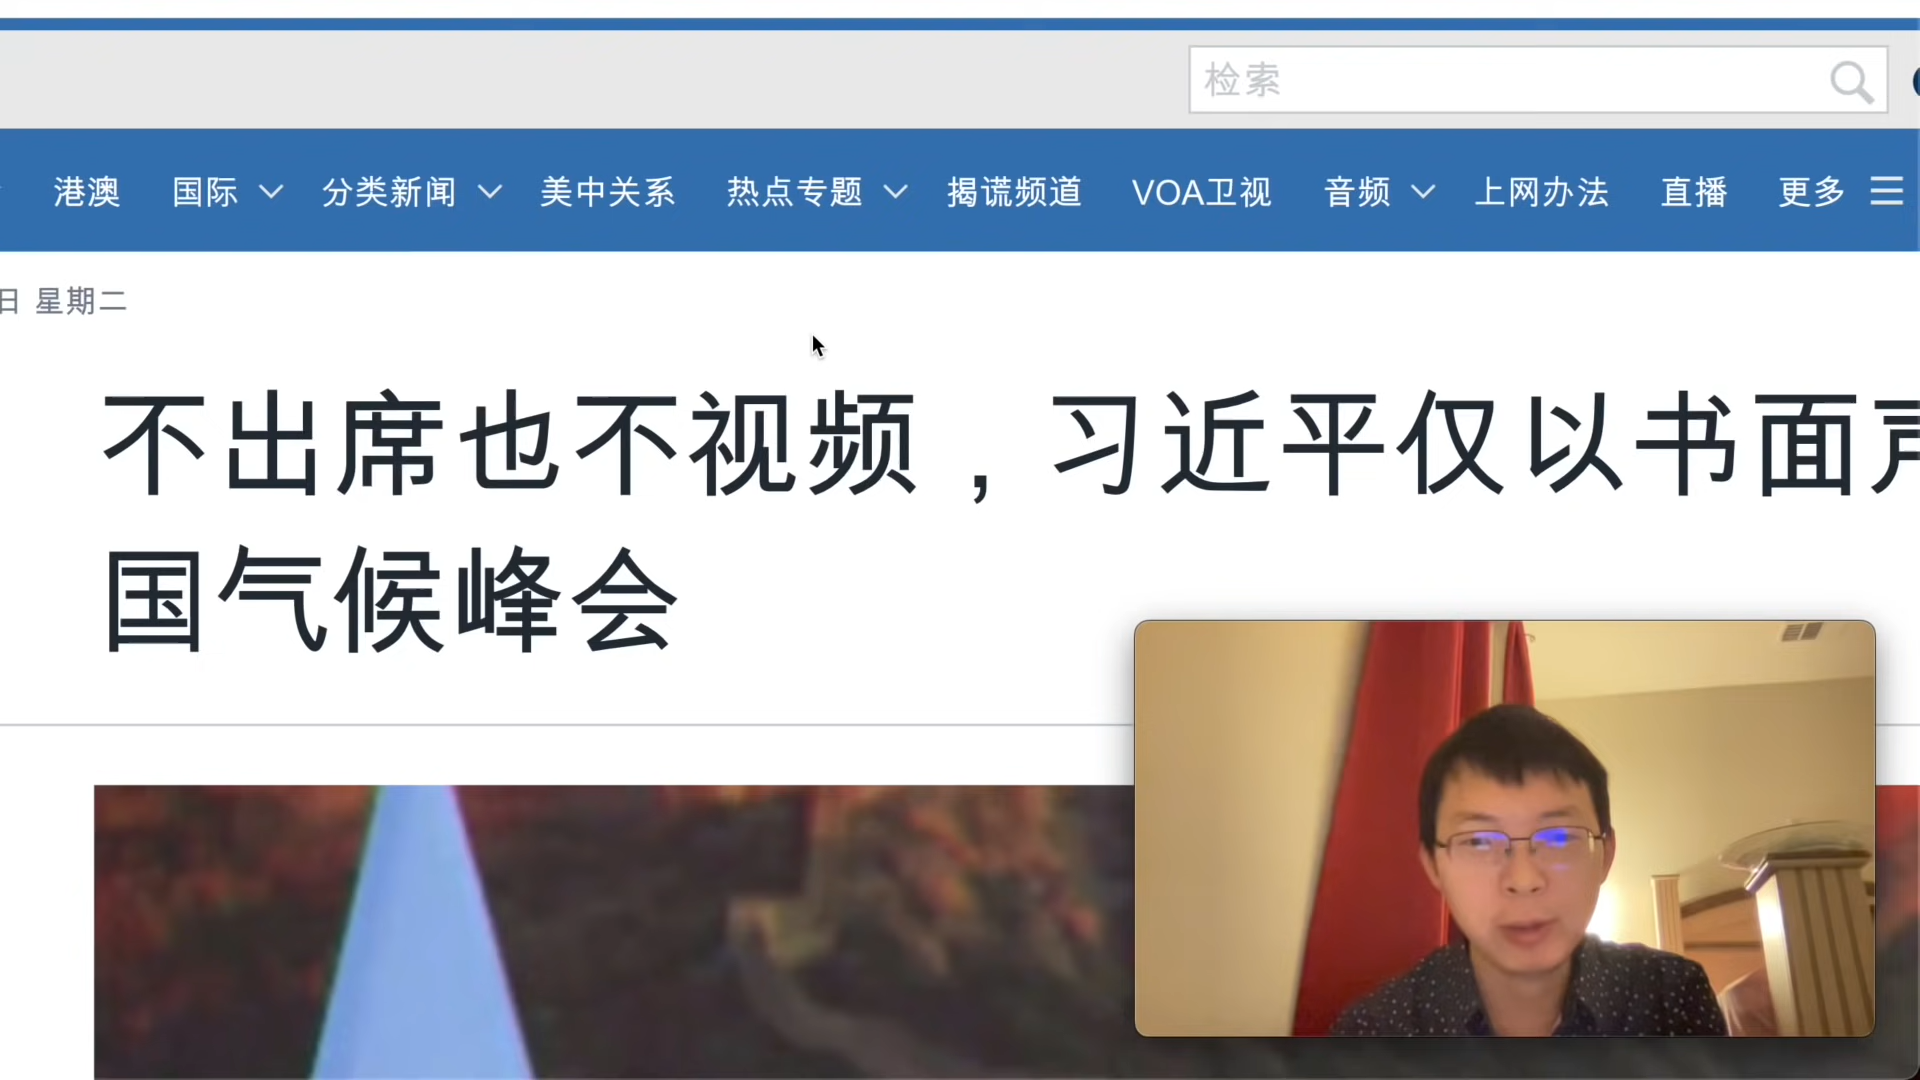 检索
港澳 国际 分类新闻 美中关系 热点专题 揭谎频道 VOA卫视 音频 上网办法 直播 更多
日 星期二
不出席也不视频，习近平仅以书面声
国气候峰会